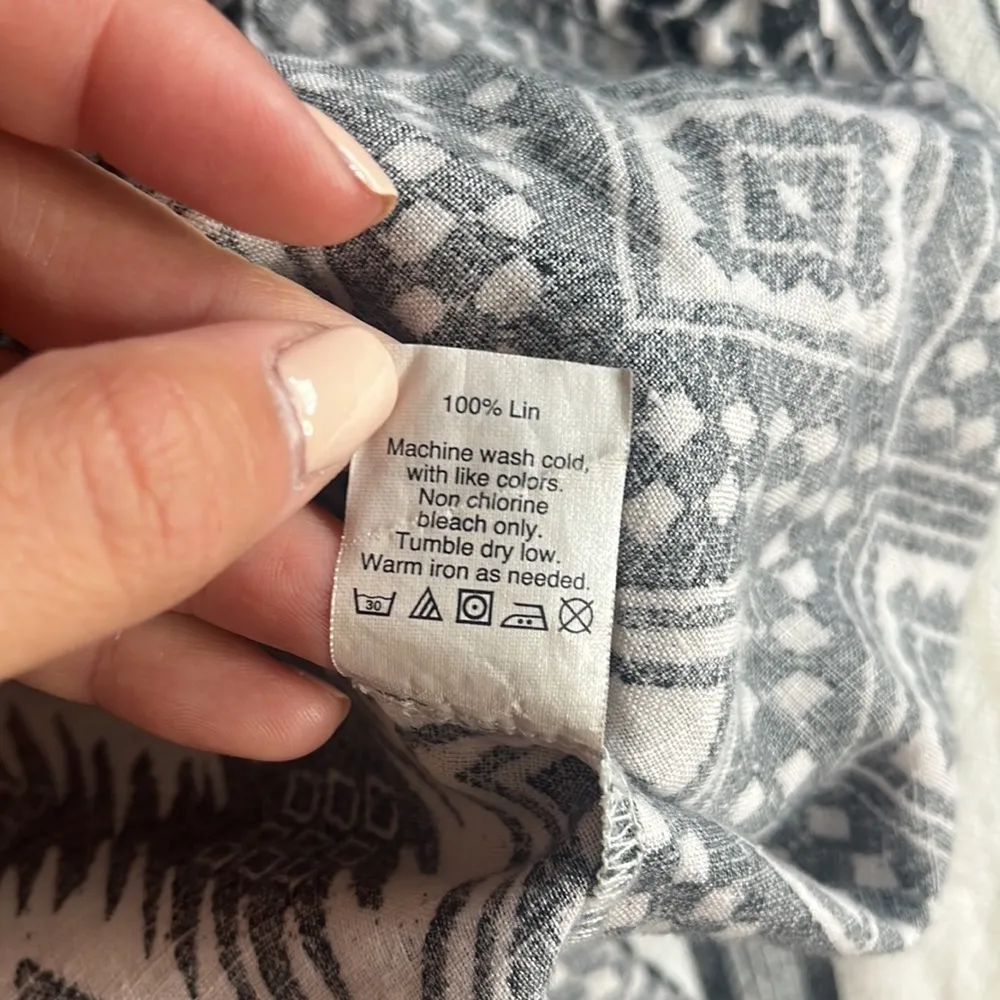 100% Lin
Machine wash cold,
with like colors.
Non chlorine
bleach only.
Tumble dry low.
Warm iron as needed.
30